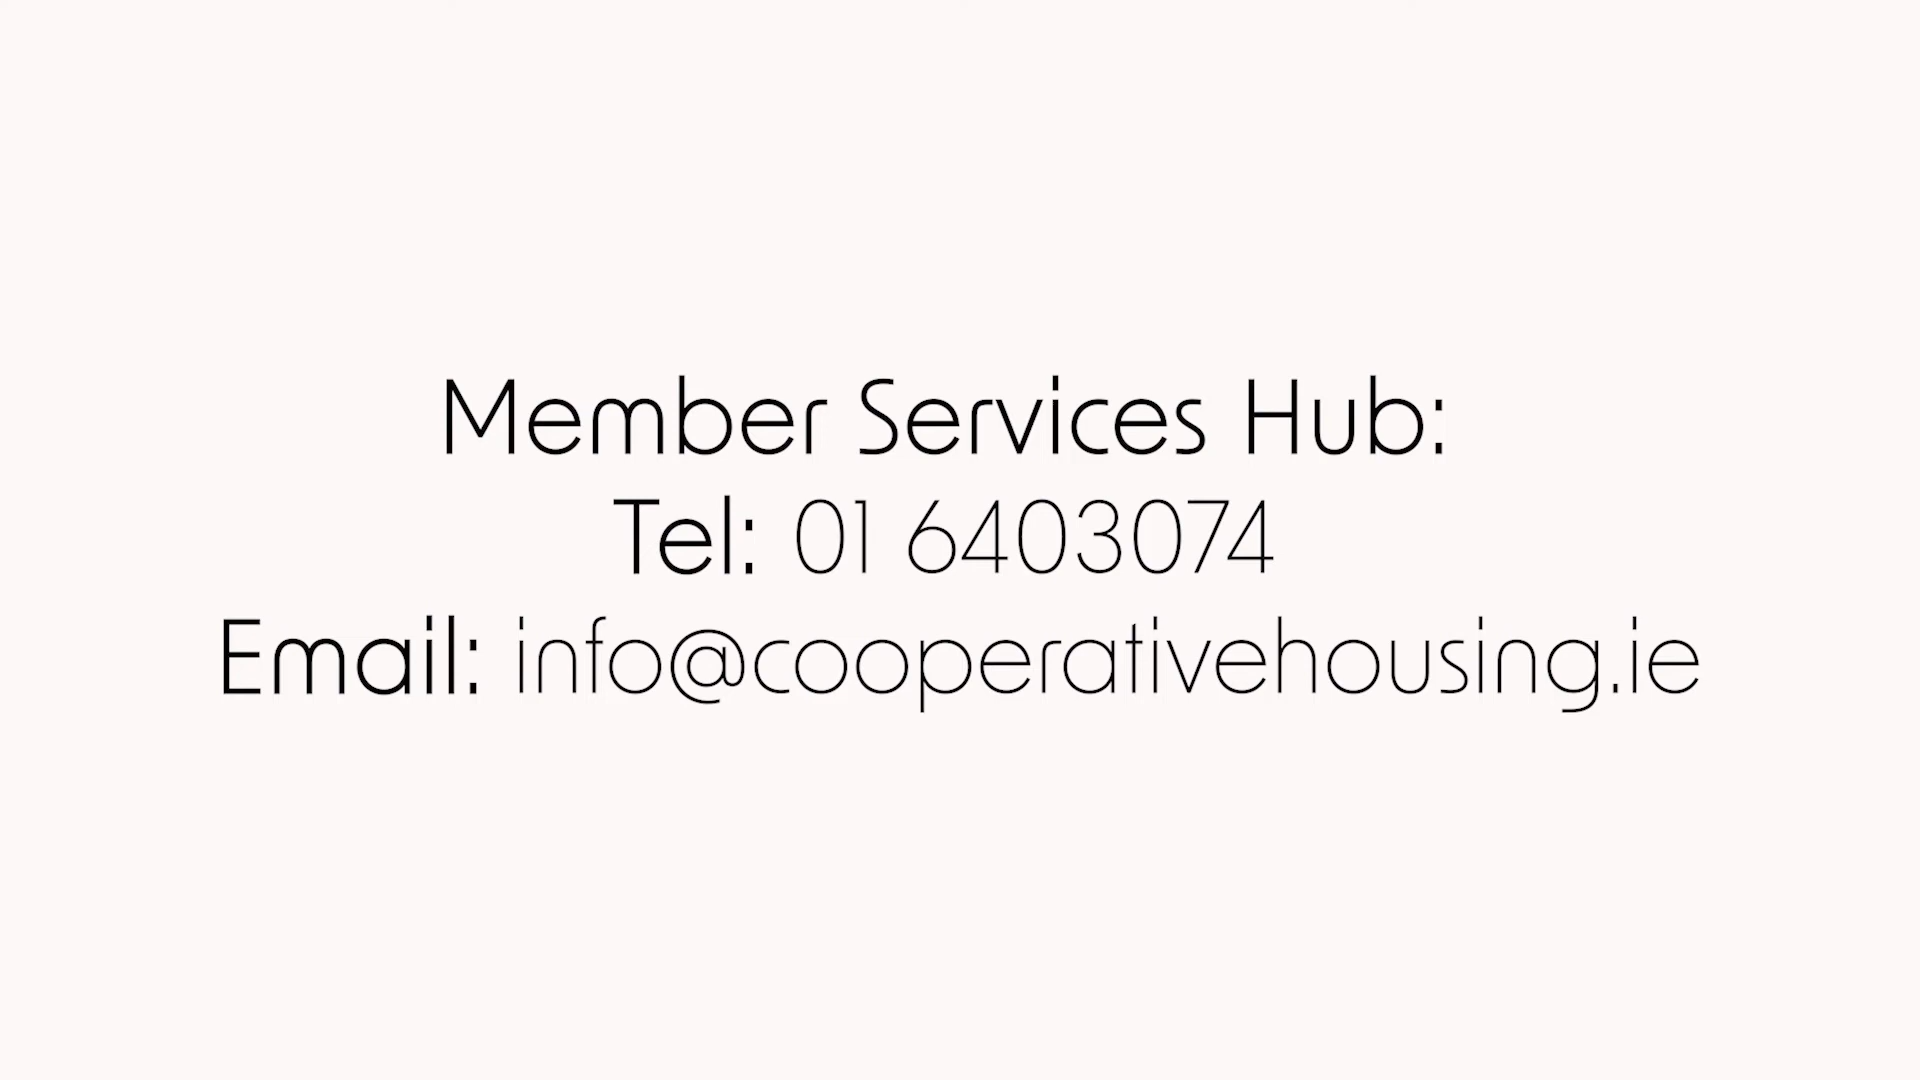 Member Services Hub:
Tel: 01 6403074
Email: info@cooperativehousing.ie